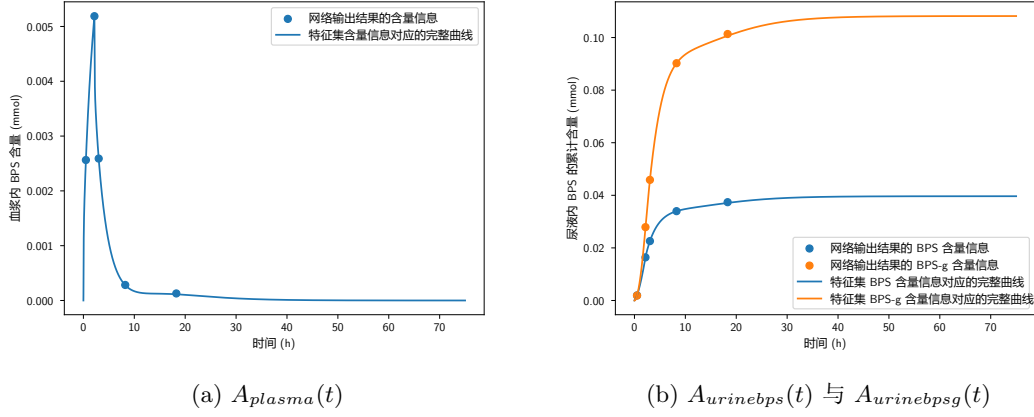 网络输出结果的含量信息
特征集含量信息对应的完整曲线
血浆内 BPS 含量 (mmol)
0.005
0.004
0.003
0.002
0.001
0.000
0 10 20 30 40 50 60 70
时间 (h)
(a) A_{plasma}(t)
尿液内 BPS 的累计含量 (mmol)
0.10
0.08
0.06
0.04
0.02
0.00
网络输出结果的 BPS 含量信息
网络输出结果的 BPS-g 含量信息
特征集 BPS 含量信息对应的完整曲线
特征集 BPS-g 含量信息对应的完整曲线
0 10 20 30 40 50 60 70
时间 (h)
(b) A_{urinebps}(t) 与 A_{urinebpsg}(t)